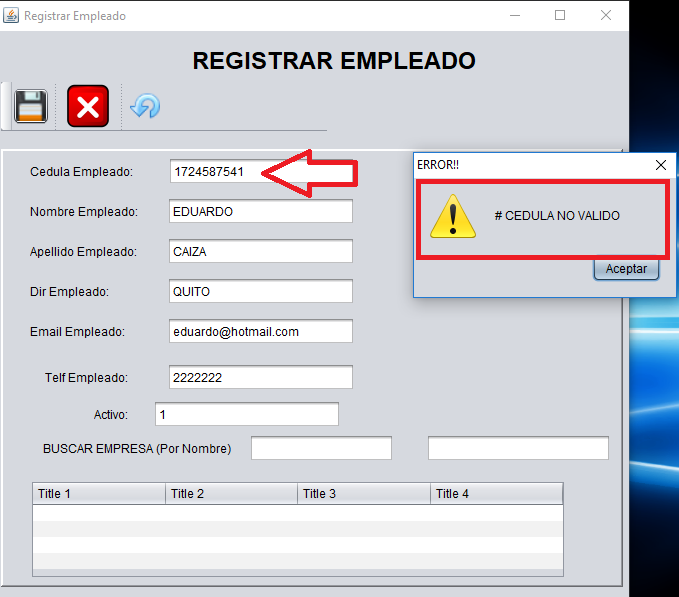 Registrar Empleado
REGISTRAR EMPLEADO
Cedula Empleado: 1724587541
Nombre Empleado: EDUARDO
Apellido Empleado: CAIZA
Dir Empleado: QUITO
Email Empleado: eduardo@hotmail.com
Telf Empleado: 2222222
Activo: 1
BUSCAR EMPRESA (Por Nombre)
Title 1 Title 2 Title 3 Title 4
ERROR!!
# CEDULA NO VALIDO
Aceptar